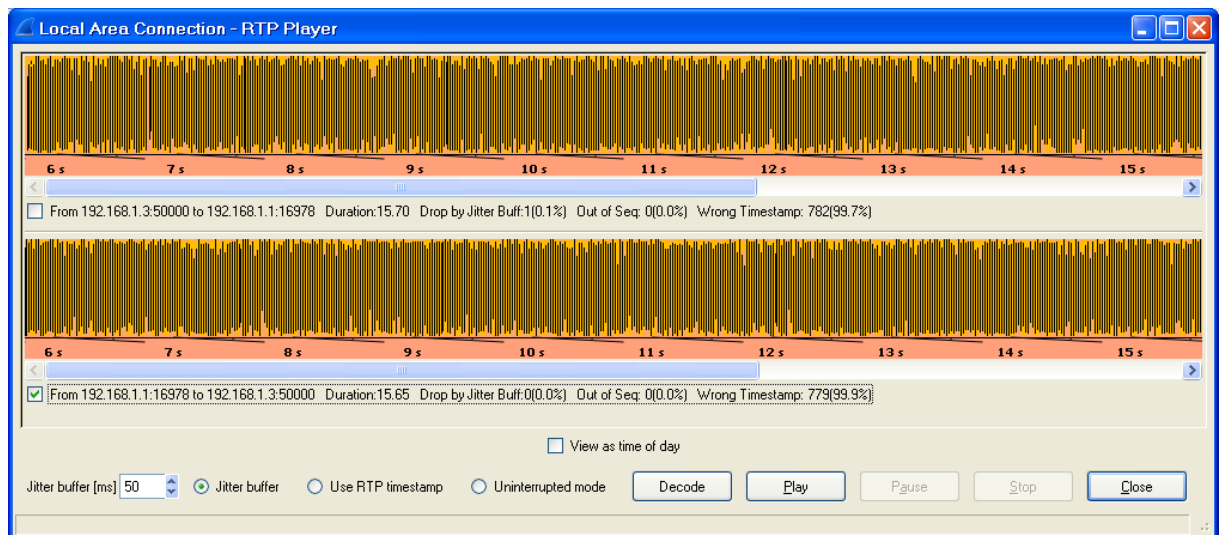 Local Area Connection - RTP Player
6 s 7 s 8 s 9 s 10 s 11 s 12 s 13 s 14 s 15 s
From 192.168.1.3:50000 to 192.168.1.1:16978 Duration:15.70 Drop by Jitter Buff:1(0.1%) Out of Seq: 0(0.0%) Wrong Timestamp: 782(99.7%)
6 s 7 s 8 s 9 s 10 s 11 s 12 s 13 s 14 s 15 s
From 192.168.1.1:16978 to 192.168.1.3:50000 Duration:15.65 Drop by Jitter Buff:0(0.0%) Out of Seq: 0(0.0%) Wrong Timestamp: 779(99.9%)
View as time of day
Jitter buffer [ms] 50 Jitter buffer Use RTP timestamp Uninterrupted mode Decode Play Pause Stop Close